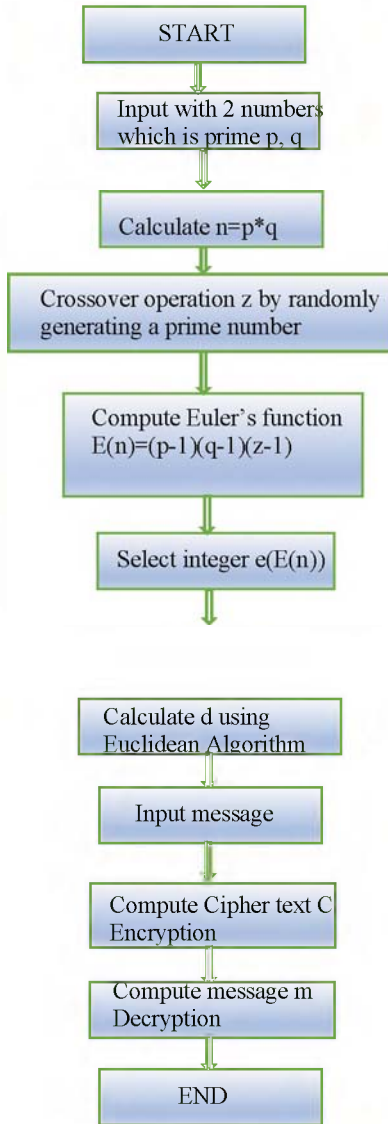 START
Input with 2 numbers
which is prime p, q
Calculate n=p*q
Crossover operation z by randomly
generating a prime number
Compute Euler's function
E(n)=(p-1)(q-1)(z-1)
Select integer e(E(n))
Calculate d using
Euclidean Algorithm
Input message
Compute Cipher text C
Encryption
Compute message m
Decryption
END